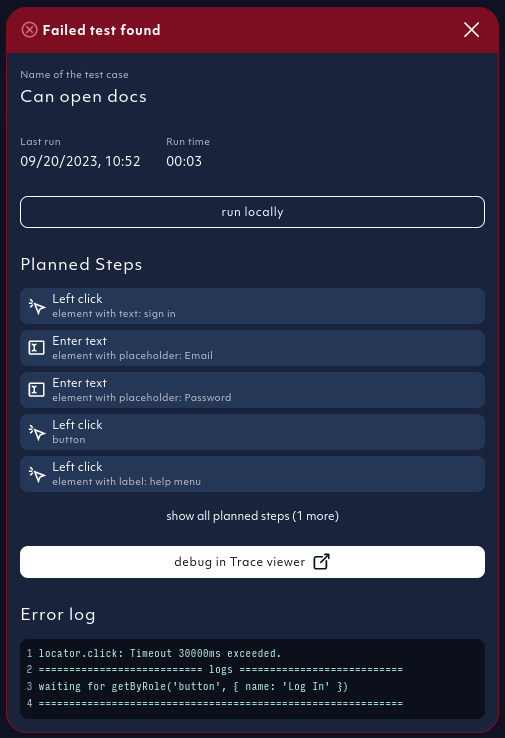 Failed test found
Name of the test case
Can open docs
Last run
Run time
09/20/2023, 10:52
00:03
run locally
Planned Steps
Left click
element with text: sign in
Enter text
element with placeholder: Email
Enter text
element with placeholder: Password
Left click
button
Left click
element with label: help menu
show all planned steps (1 more)
debug in Trace viewer
Error log
1 locator.click: Timeout 30000ms exceeded.
2 =========================== logs ===========================
3 waiting for getByRole('button', { name: 'Log In' })
4 ============================================================